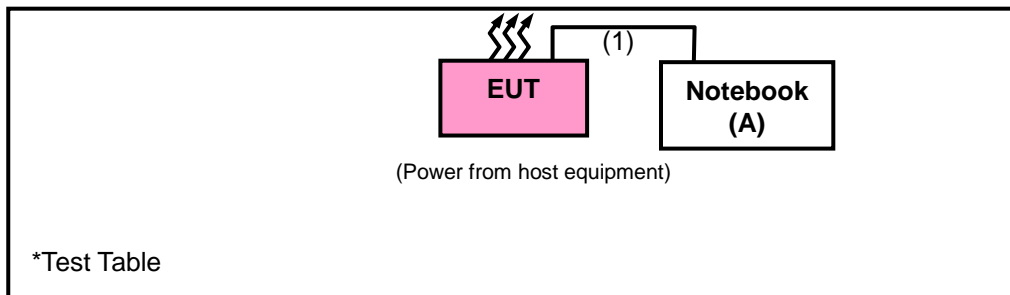 (1)
EUT
Notebook
(A)
(Power from host equipment)
*Test Table